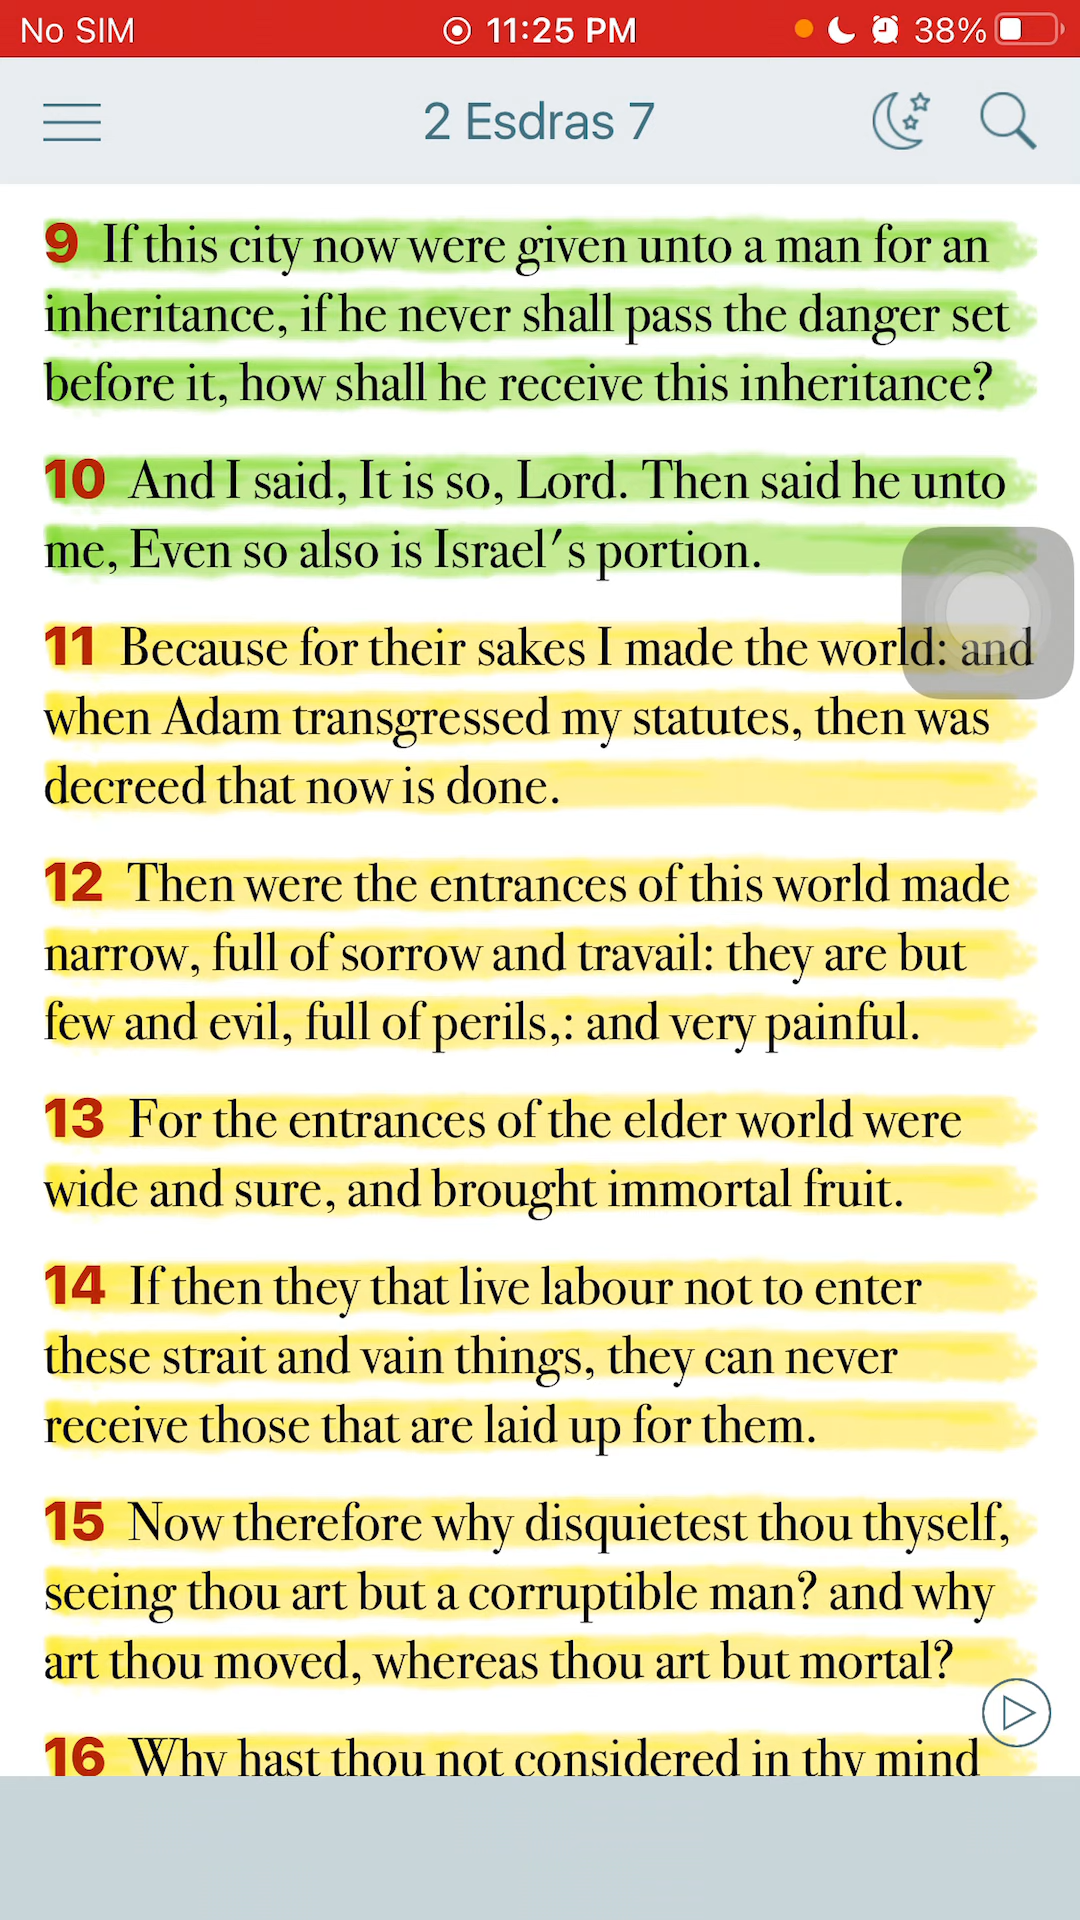 No SIM 11:25 PM 38%
2 Esdras 7
9 If this city now were given unto a man for an
inheritance, if he never shall pass the danger set
before it, how shall he receive this inheritance?
10 And I said, It is so, Lord. Then said he unto
me, Even so also is Israel's portion.
11 Because for their sakes I made the world: and
when Adam transgressed my statutes, then was
decreed that now is done.
12 Then were the entrances of this world made
narrow, full of sorrow and travail: they are but
few and evil, full of perils,: and very painful.
13 For the entrances of the elder world were
wide and sure, and brought immortal fruit.
14 If then they that live labour not to enter
these strait and vain things, they can never
receive those that are laid up for them.
15 Now therefore why disquietest thou thyself,
seeing thou art but a corruptible man? and why
art thou moved, whereas thou art but mortal?
16 Why hast thou not considered in thy mind